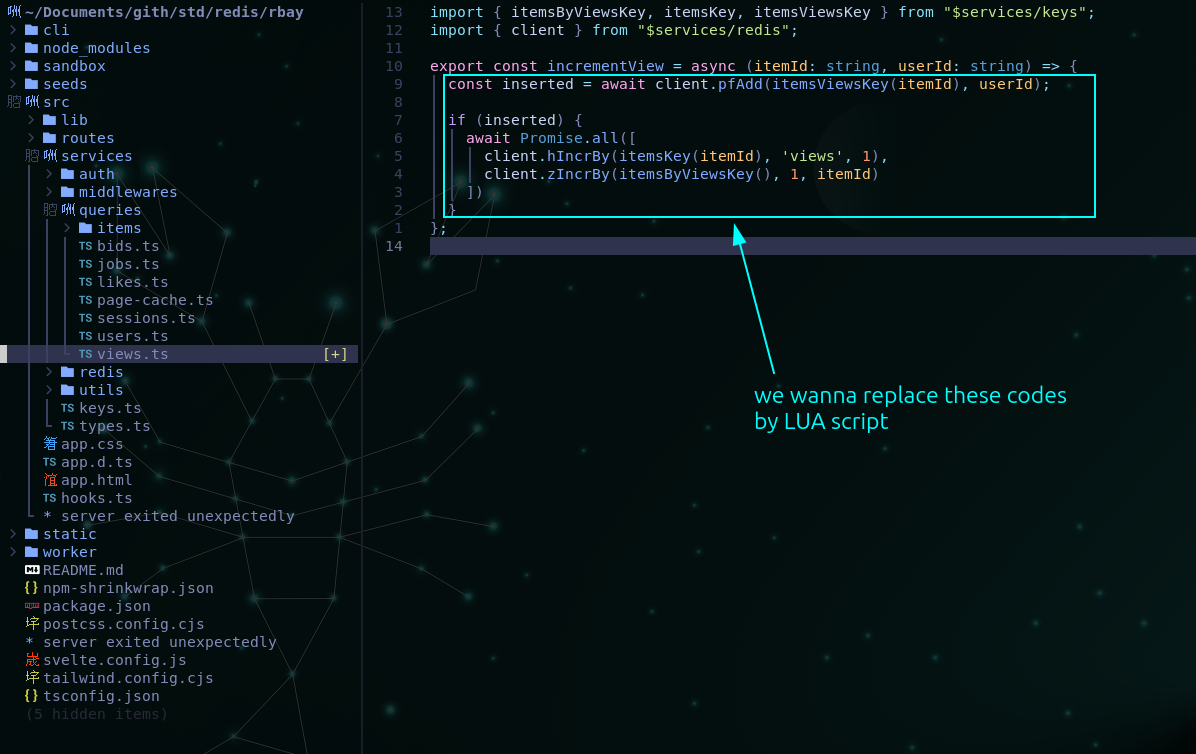 ~/Documents/gith/std/redis/rbay
cli
node_modules
sandbox
seeds
src
lib
routes
services
auth
middlewares
queries
items
TS bids.ts
TS jobs.ts
TS likes.ts
TS page-cache.ts
TS sessions.ts
TS users.ts
TS views.ts [+]
redis
utils
TS keys.ts
TS types.ts
app.css
TS app.d.ts
app.html
TS hooks.ts
* server exited unexpectedly
static
worker
README.md
{} npm-shrinkwrap.json
package.json
postcss.config.cjs
* server exited unexpectedly
svelte.config.js
tailwind.config.cjs
{} tsconfig.json
(5 hidden items)
13 import { itemsByViewsKey, itemsKey, itemsViewsKey } from "$services/keys";
12 import { client } from "$services/redis";
11
10 export const incrementView = async (itemId: string, userId: string) => {
9 const inserted = await client.pfAdd(itemsViewsKey(itemId), userId);
8
7 if (inserted) {
6 await Promise.all([
5 client.hIncrBy(itemsKey(itemId), 'views', 1),
4 client.zIncrBy(itemsByViewsKey(), 1, itemId)
3 ])
2 }
1 };
14
we wanna replace these codes
by LUA script